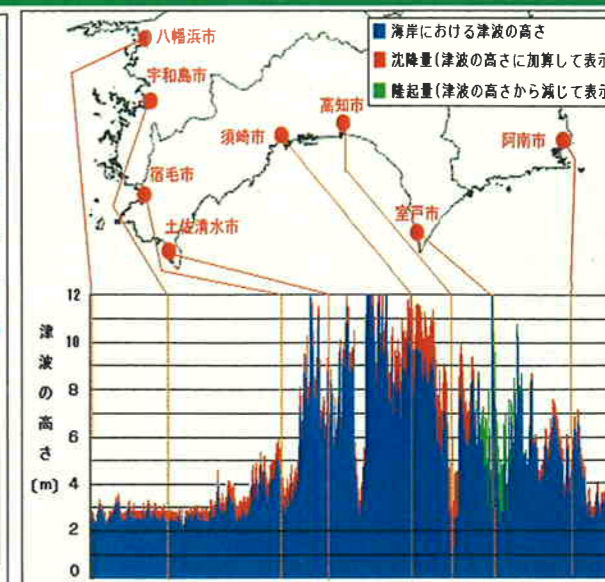 八幡浜市
海岸における津波の高さ
沈降量(津波の高さに加算して表示
隆起量(津波の高さから減じて表示
宇和島市
高知市
須崎市
阿南市
宿毛市
室戸市
土佐清水市
津波の高さ
(m)
12
10
8
6
4
2
0